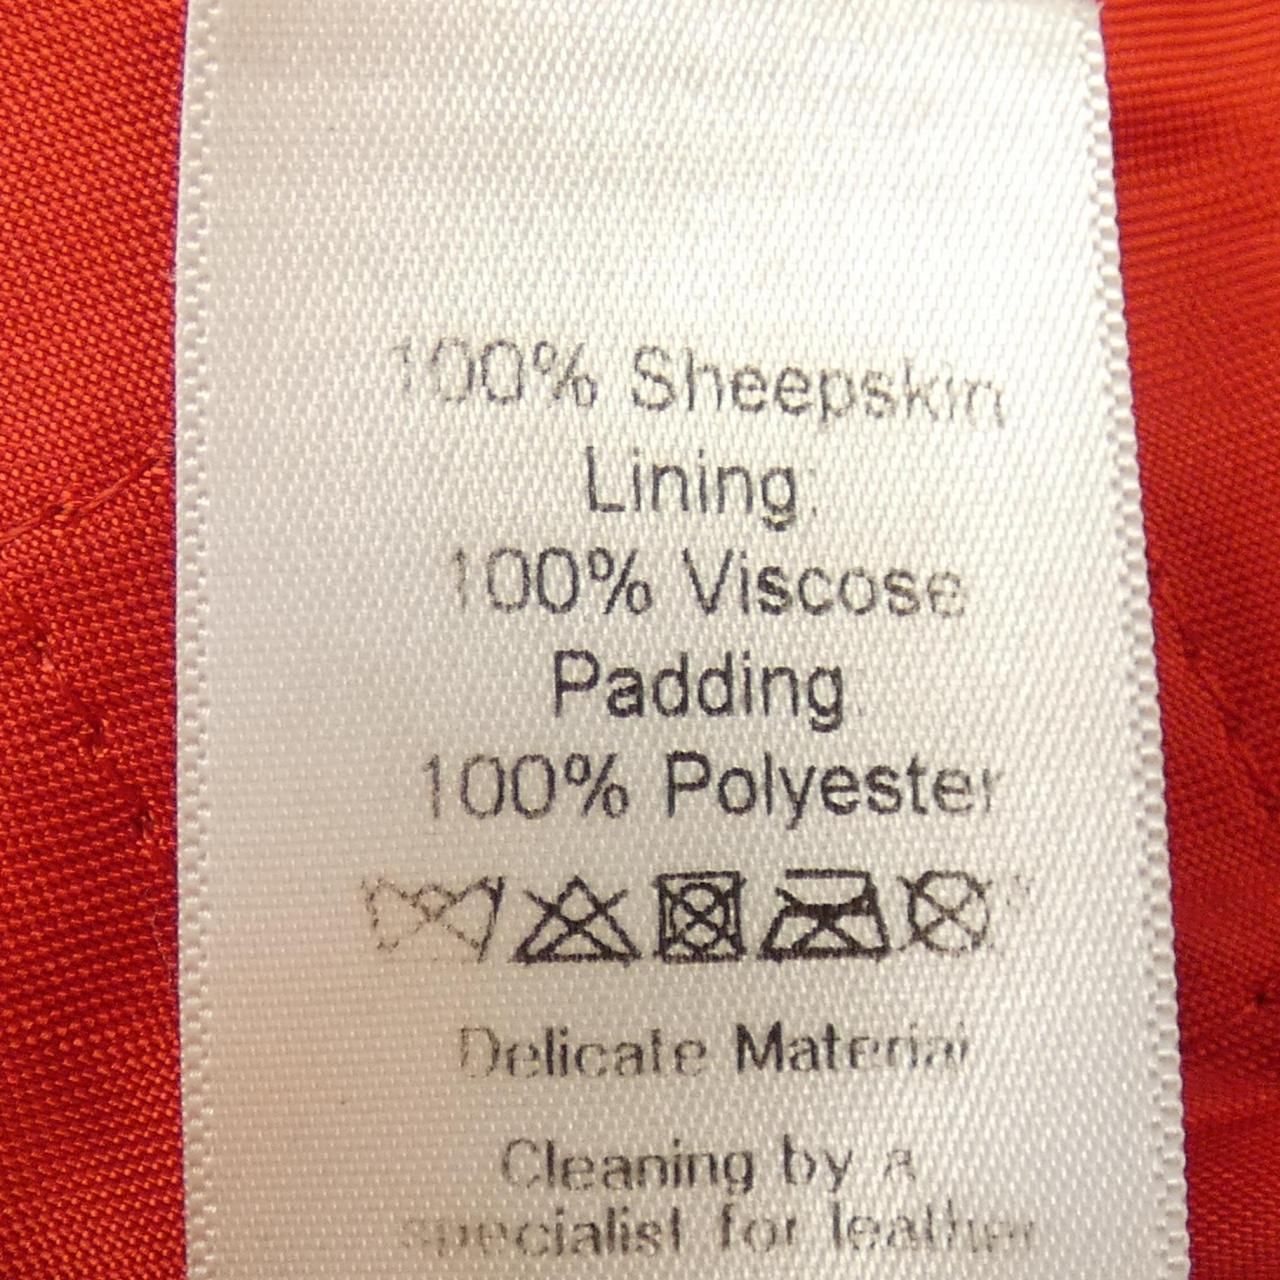 100% Sheepskin
Lining:
100% Viscose
Padding
100% Polyester
Delicate Material
Cleaning by a
specialist for leather